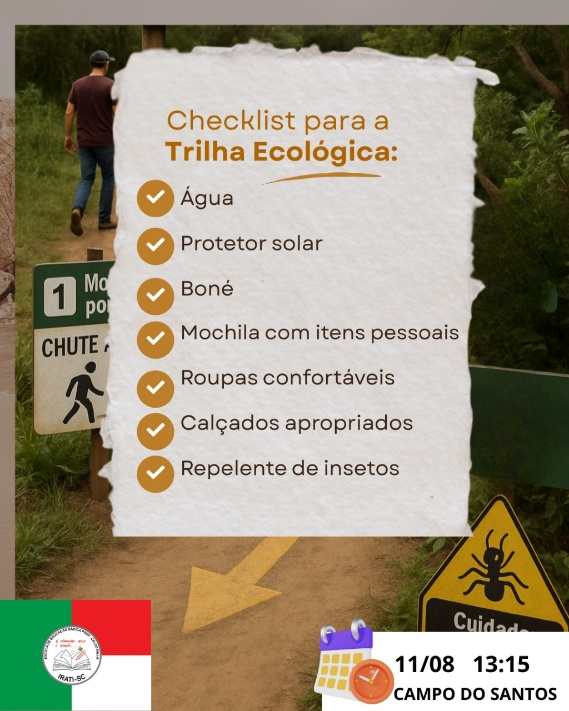 Checklist para a
Trilha Ecológica:
Água
Protetor solar
Boné
Mochila com itens pessoais
Roupas confortáveis
Calçados apropriados
Repelente de insetos
1 Mo
po
CHUTE
Cuidado
IRATI-SC
11/08 13:15
CAMPO DO SANTOS